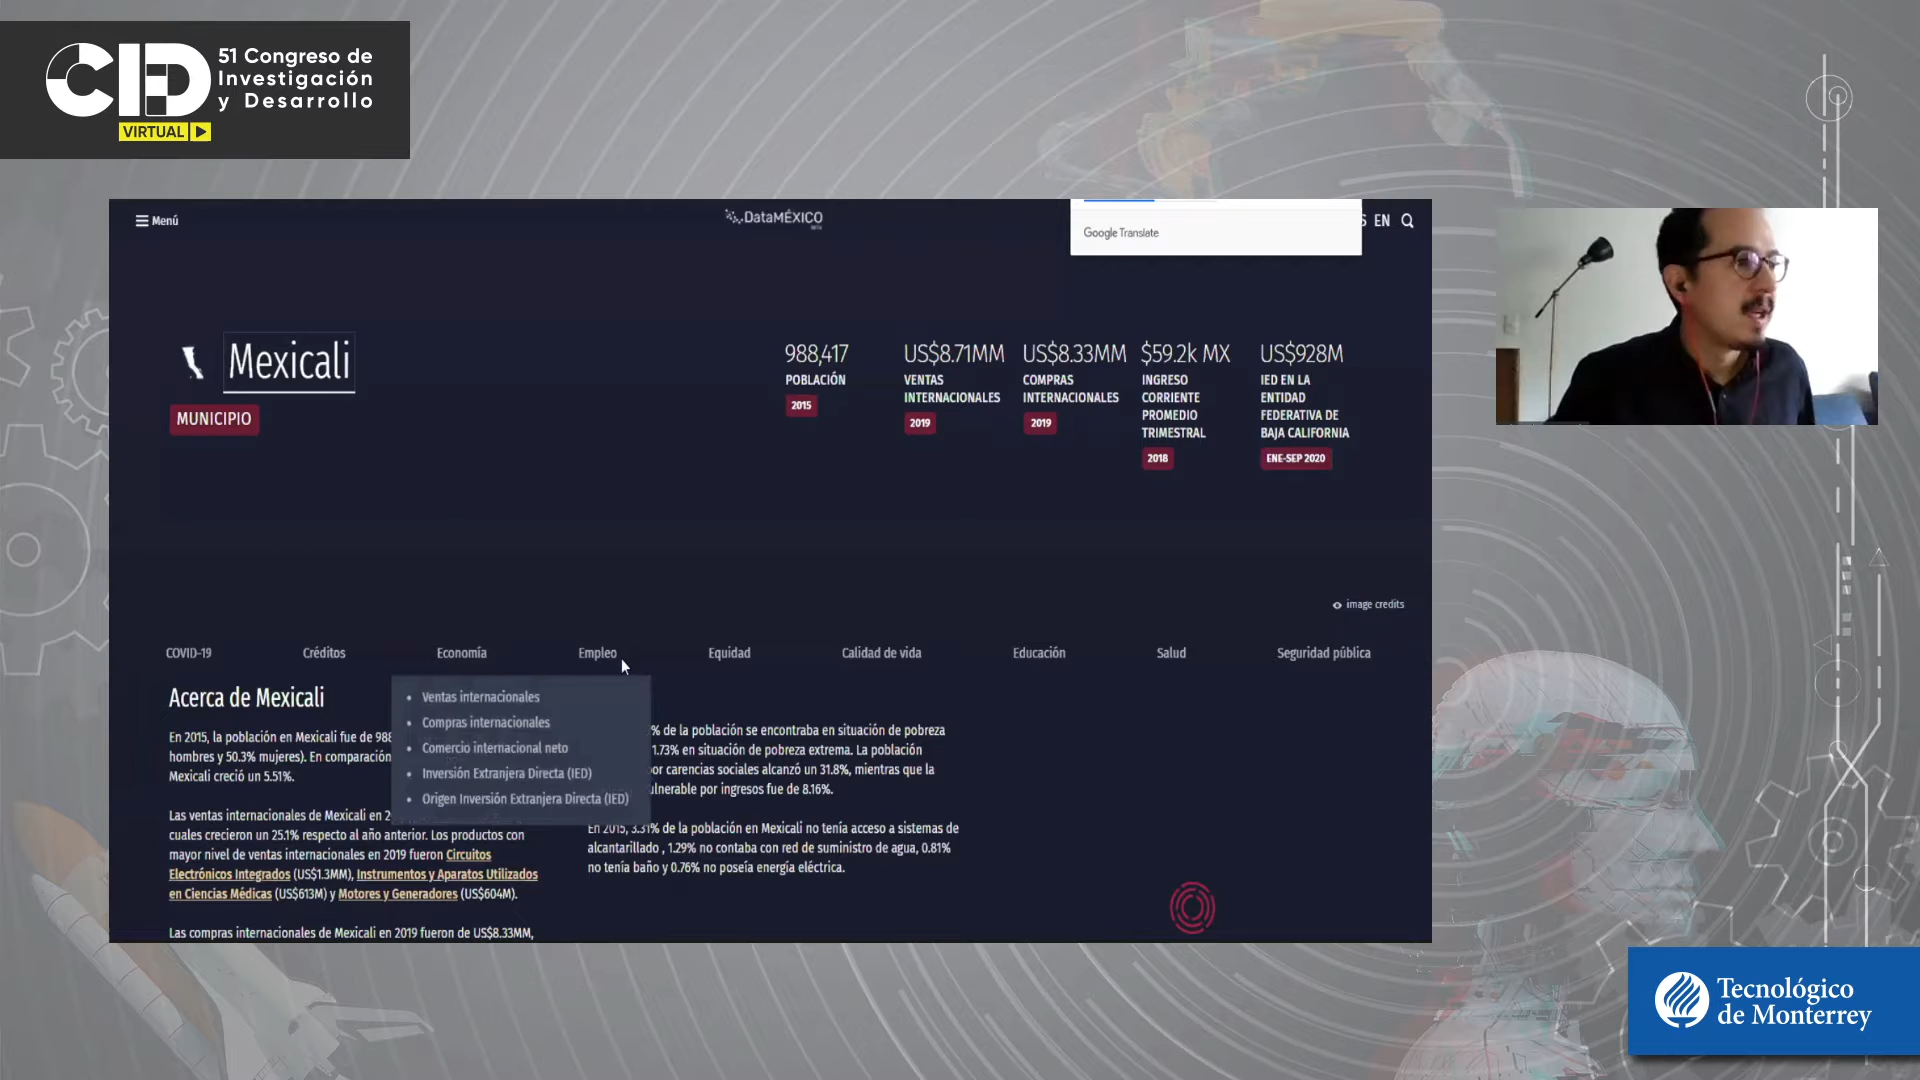 CID
VIRTUAL
51 Congreso de
Investigación
y Desarrollo
Menú
DataMÉXICO
Google Translate
EN
Mexicali
MUNICIPIO
988,417
POBLACIÓN
2015
US$8.71MM
VENTAS
INTERNACIONALES
2019
US$8.33MM
COMPRAS
INTERNACIONALES
2019
$59.2k MX
INGRESO
CORRIENTE
PROMEDIO
TRIMESTRAL
2018
US$928M
IED EN LA
ENTIDAD
FEDERATIVA DE
BAJA CALIFORNIA
ENE-SEP 2020
image credits
COVID-19 Créditos Economía Empleo Equidad Calidad de vida Educación Salud Seguridad pública
Ventas internacionales
Compras internacionales
Comercio internacional neto
Inversión Extranjera Directa (IED)
Origen Inversión Extranjera Directa (IED)
Acerca de Mexicali
En 2015, la población en Mexicali fue de 988
hombres y 50.3% mujeres). En comparación
Mexicali creció un 5.51%.
Las ventas internacionales de Mexicali en 2
cuales crecieron un 25.1% respecto al año anterior. Los productos con
mayor nivel de ventas internacionales en 2019 fueron Circuitos
Electrónicos Integrados (US$1.3MM), Instrumentos y Aparatos Utilizados
en Ciencias Médicas (US$613M) y Motores y Generadores (US$604M).
Las compras internacionales de Mexicali en 2019 fueron de US$8.33MM,
% de la población se encontraba en situación de pobreza
1.73% en situación de pobreza extrema. La población
por carencias sociales alcanzó un 31.8%, mientras que la
vulnerable por ingresos fue de 8.16%.
En 2015, 3.31% de la población en Mexicali no tenía acceso a sistemas de
alcantarillado , 1.29% no contaba con red de suministro de agua, 0.81%
no tenía baño y 0.76% no poseía energía eléctrica.
Tecnológico
de Monterrey